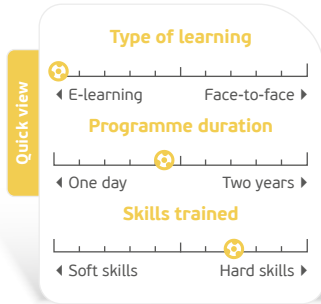 Quick view
Type of learning
◂ E-learning Face-to-face ▸
Programme duration
◂ One day Two years ▸
Skills trained
◂ Soft skills Hard skills ▸